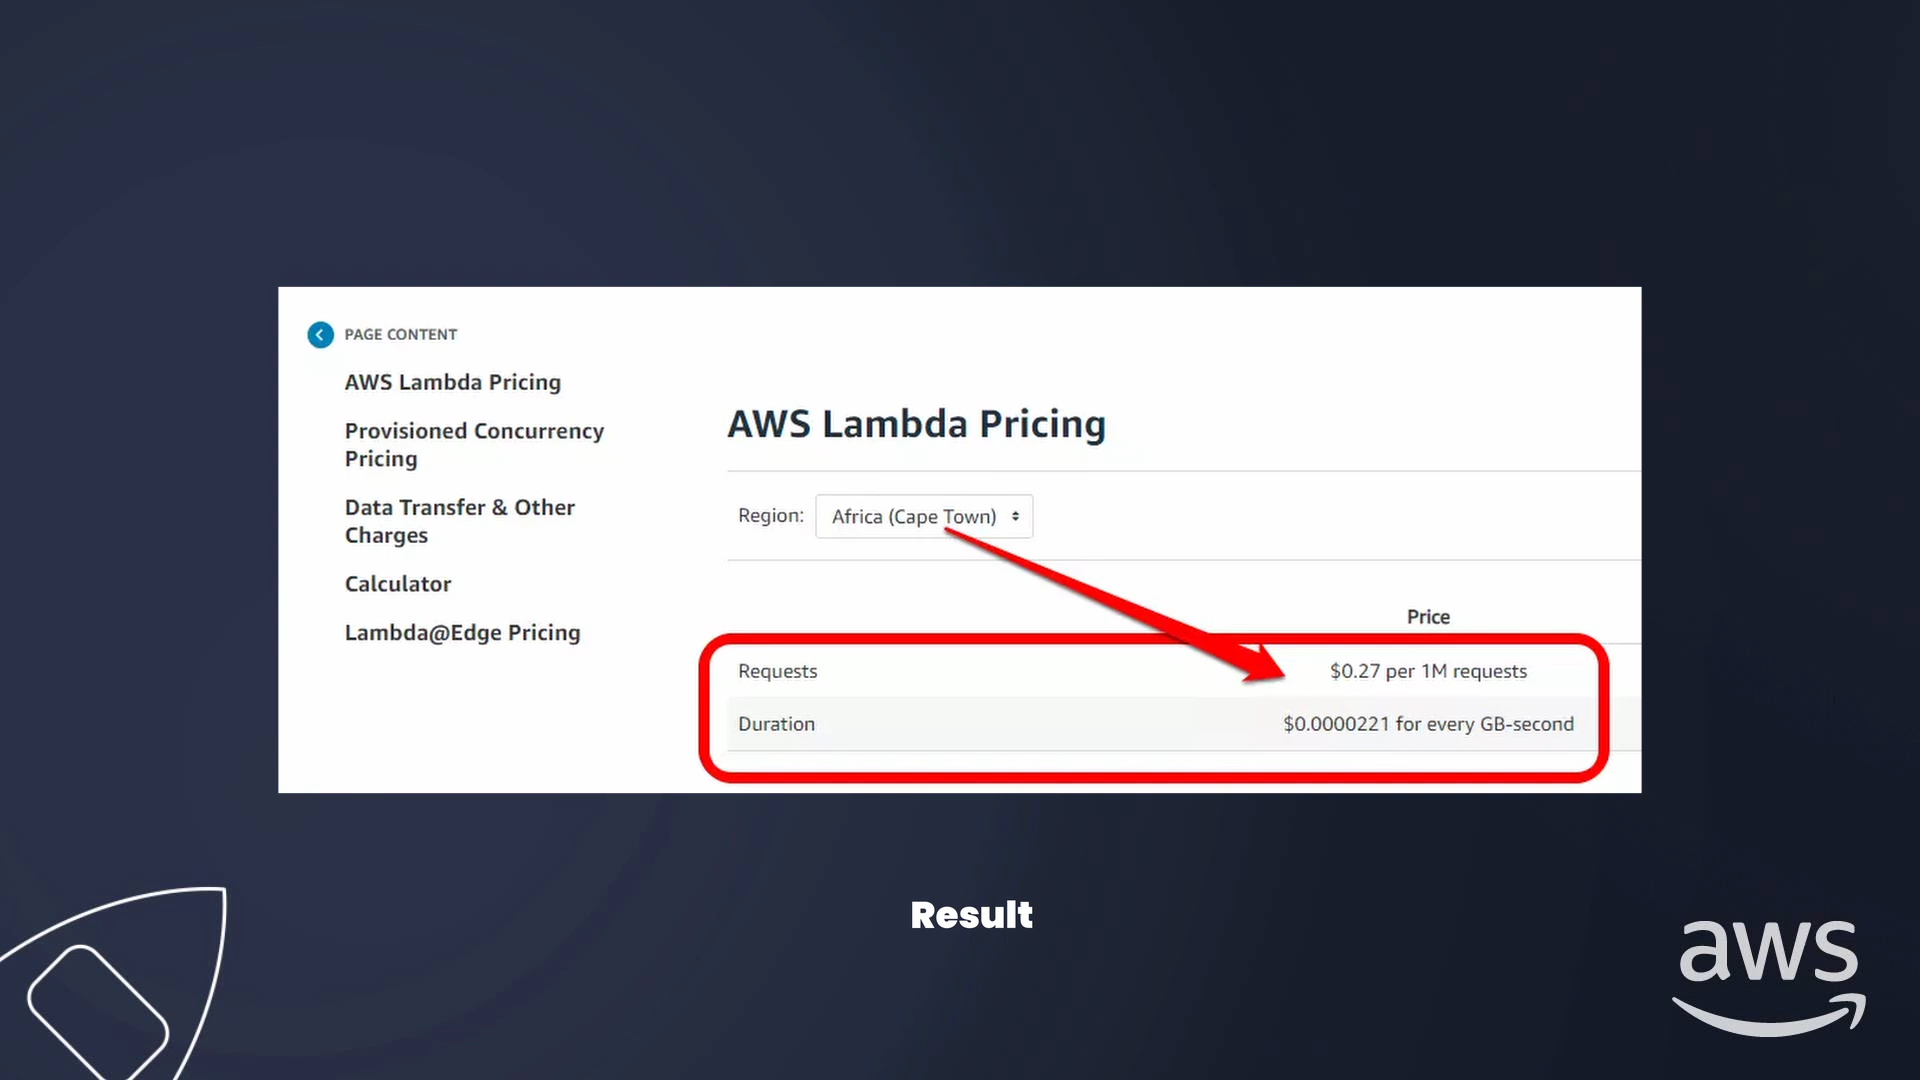 PAGE CONTENT
AWS Lambda Pricing
Provisioned Concurrency
Pricing
Data Transfer & Other
Charges
Calculator
Lambda@Edge Pricing
AWS Lambda Pricing
Region: Africa (Cape Town)
Price
Requests $0.27 per 1M requests
Duration $0.0000221 for every GB-second
Result
aws